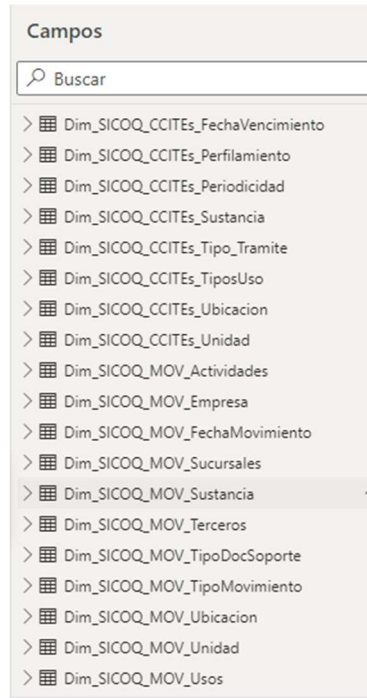 Campos
Buscar
Dim_SICOQ_CCITEs_FechaVencimiento
Dim_SICOQ_CCITEs_Perfilamiento
Dim_SICOQ_CCITEs_Periodicidad
Dim_SICOQ_CCITEs_Sustancia
Dim_SICOQ_CCITEs_Tipo_Tramite
Dim_SICOQ_CCITEs_TiposUso
Dim_SICOQ_CCITEs_Ubicacion
Dim_SICOQ_CCITEs_Unidad
Dim_SICOQ_MOV_Actividades
Dim_SICOQ_MOV_Empresa
Dim_SICOQ_MOV_FechaMovimiento
Dim_SICOQ_MOV_Sucursales
Dim_SICOQ_MOV_Sustancia
Dim_SICOQ_MOV_Terceros
Dim_SICOQ_MOV_TipoDocSoporte
Dim_SICOQ_MOV_TipoMovimiento
Dim_SICOQ_MOV_Ubicacion
Dim_SICOQ_MOV_Unidad
Dim_SICOQ_MOV_Usos